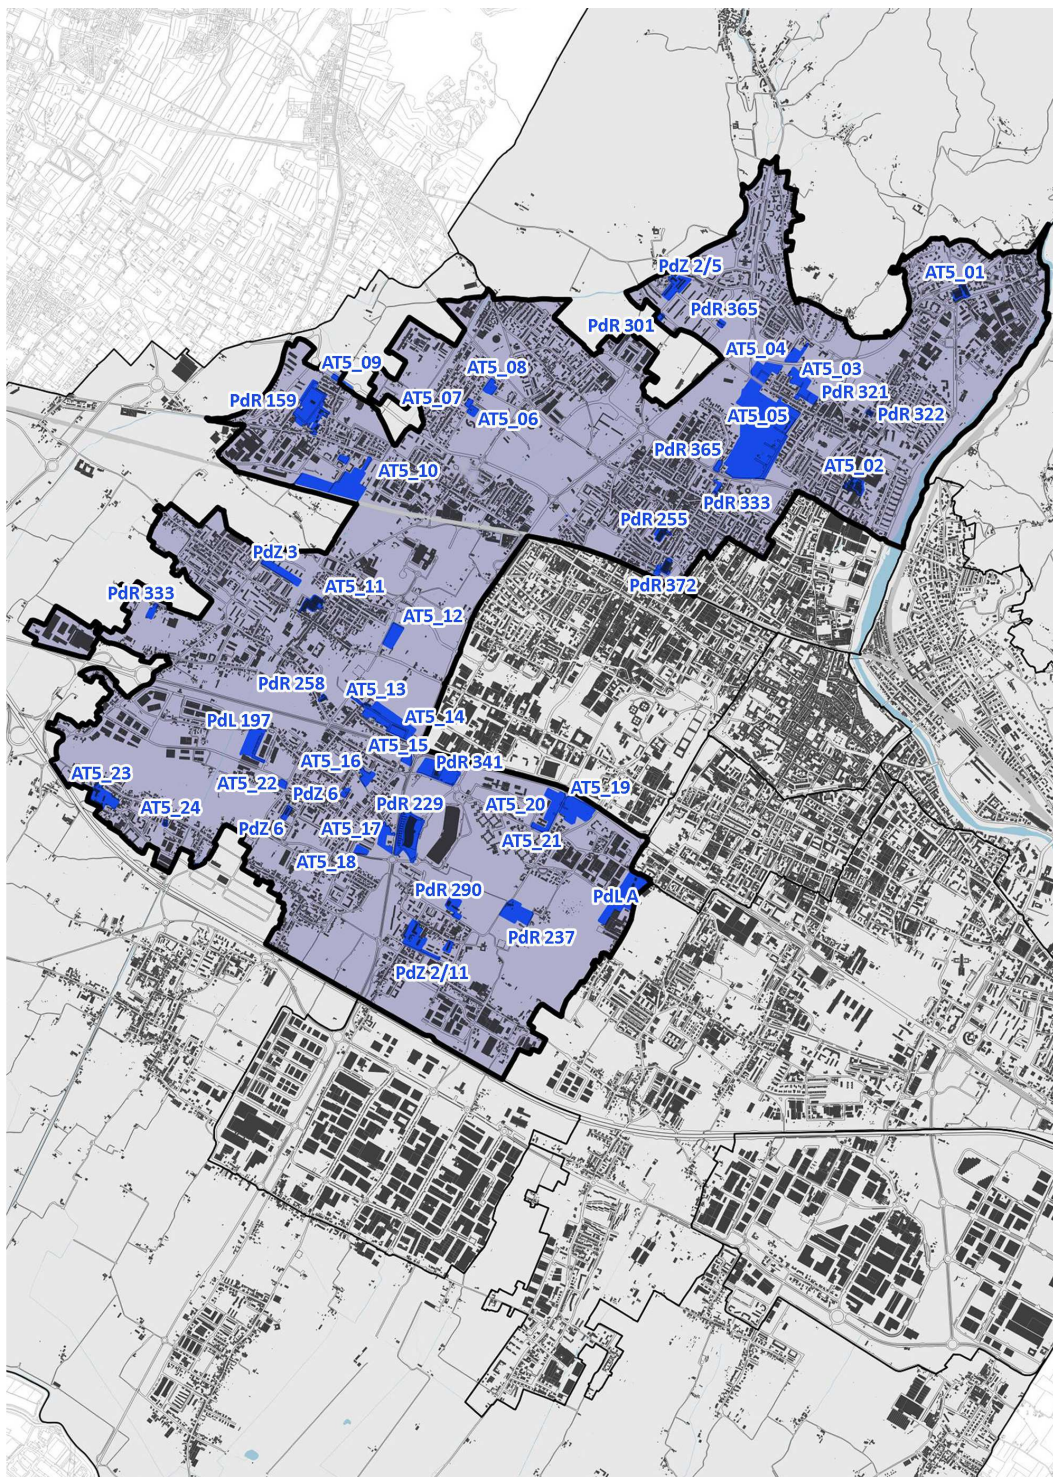 PdZ 2/5
AT5_01
PdR 365
PdR 301
AT5_04
AT5_09
AT5_08
AT5_03
PdR 159
AT5_07
PdR 321
AT5_06
AT5_05
PdR 322
PdR 365
AT5_10
AT5_02
PdR 333
PdR 255
PdZ 3
PdR 372
AT5_11
PdR 333
AT5_12
PdR 258
AT5_13
AT5_14
PdL 197
AT5_15
AT5_16
PdR 341
AT5_23
AT5_22
PdZ 6
PdR 229
AT5_20
AT5_19
AT5_24
PdZ 6
AT5_17
AT5_21
AT5_18
PdR 290
PdL A
PdR 237
PdZ 2/11